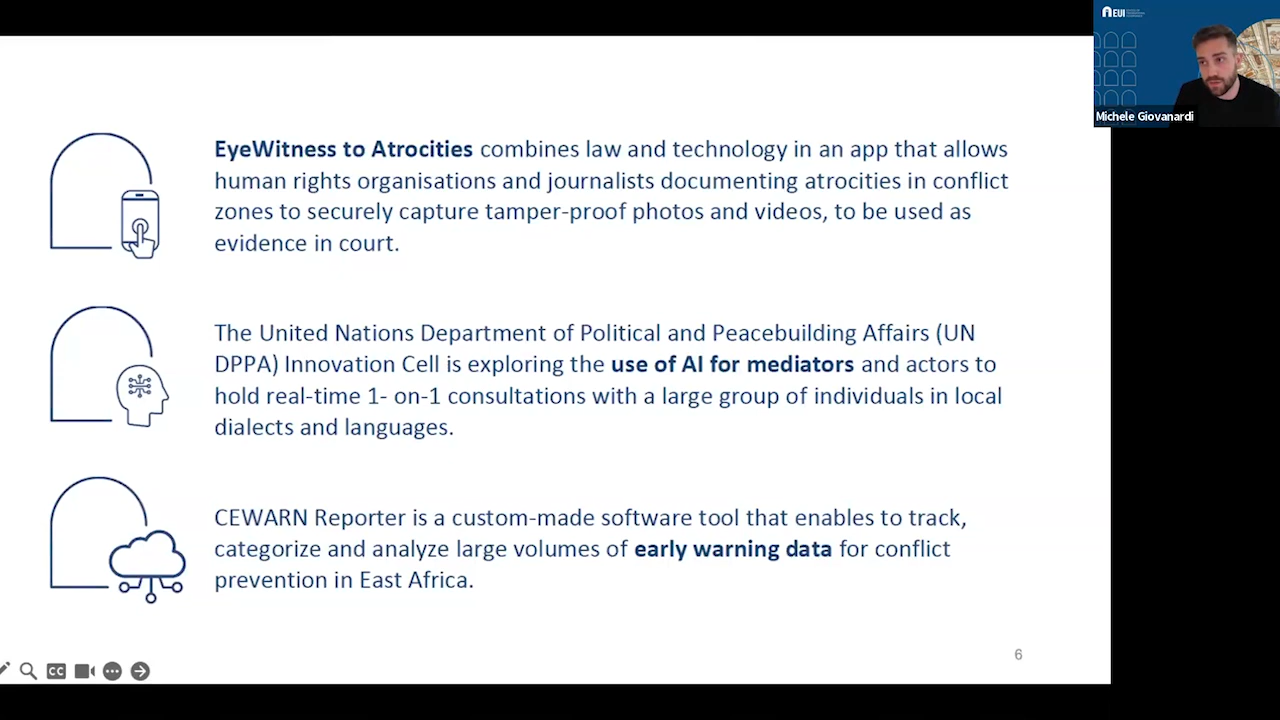 EUI
Michele Giovanardi
EyeWitness to Atrocities combines law and technology in an app that allows
human rights organisations and journalists documenting atrocities in conflict
zones to securely capture tamper-proof photos and videos, to be used as
evidence in court.
The United Nations Department of Political and Peacebuilding Affairs (UN
DPPA) Innovation Cell is exploring the use of AI for mediators and actors to
hold real-time 1- on-1 consultations with a large group of individuals in local
dialects and languages.
CEWARN Reporter is a custom-made software tool that enables to track,
categorize and analyze large volumes of early warning data for conflict
prevention in East Africa.
6
CC